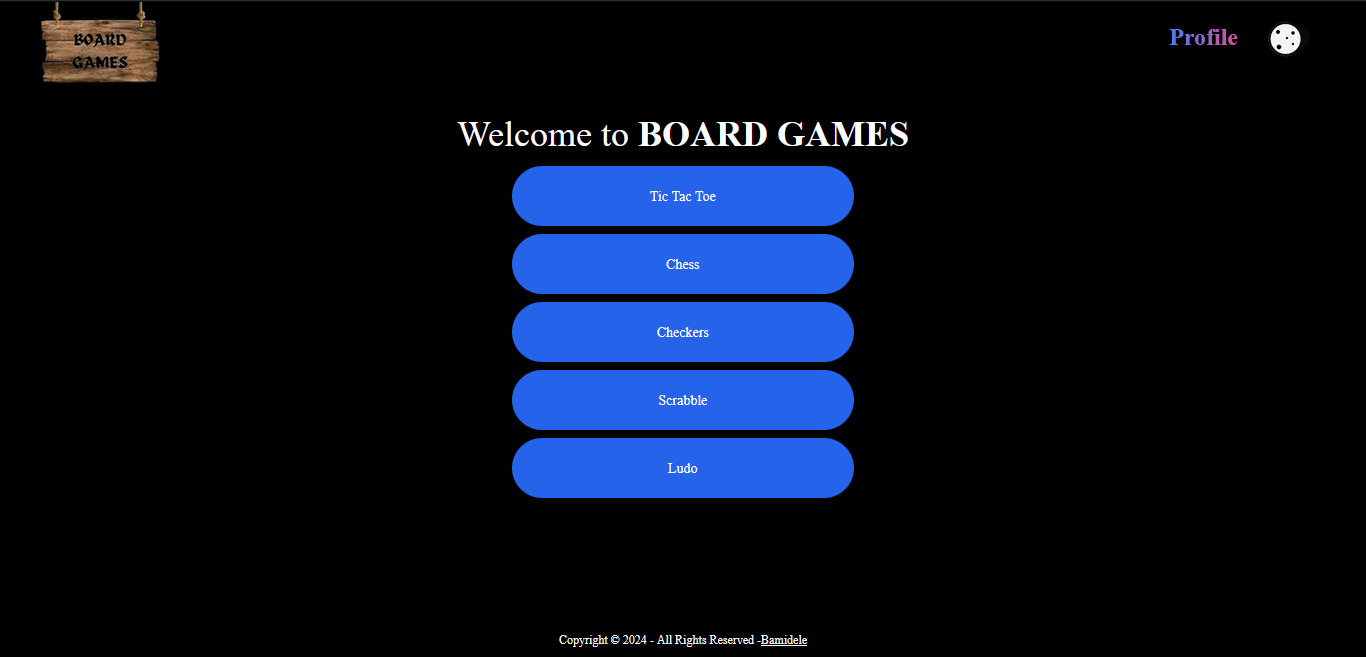 BOARD
GAMES
Profile
Welcome to BOARD GAMES
Tic Tac Toe
Chess
Checkers
Scrabble
Ludo
Copyright © 2024 - All Rights Reserved -Bamidele